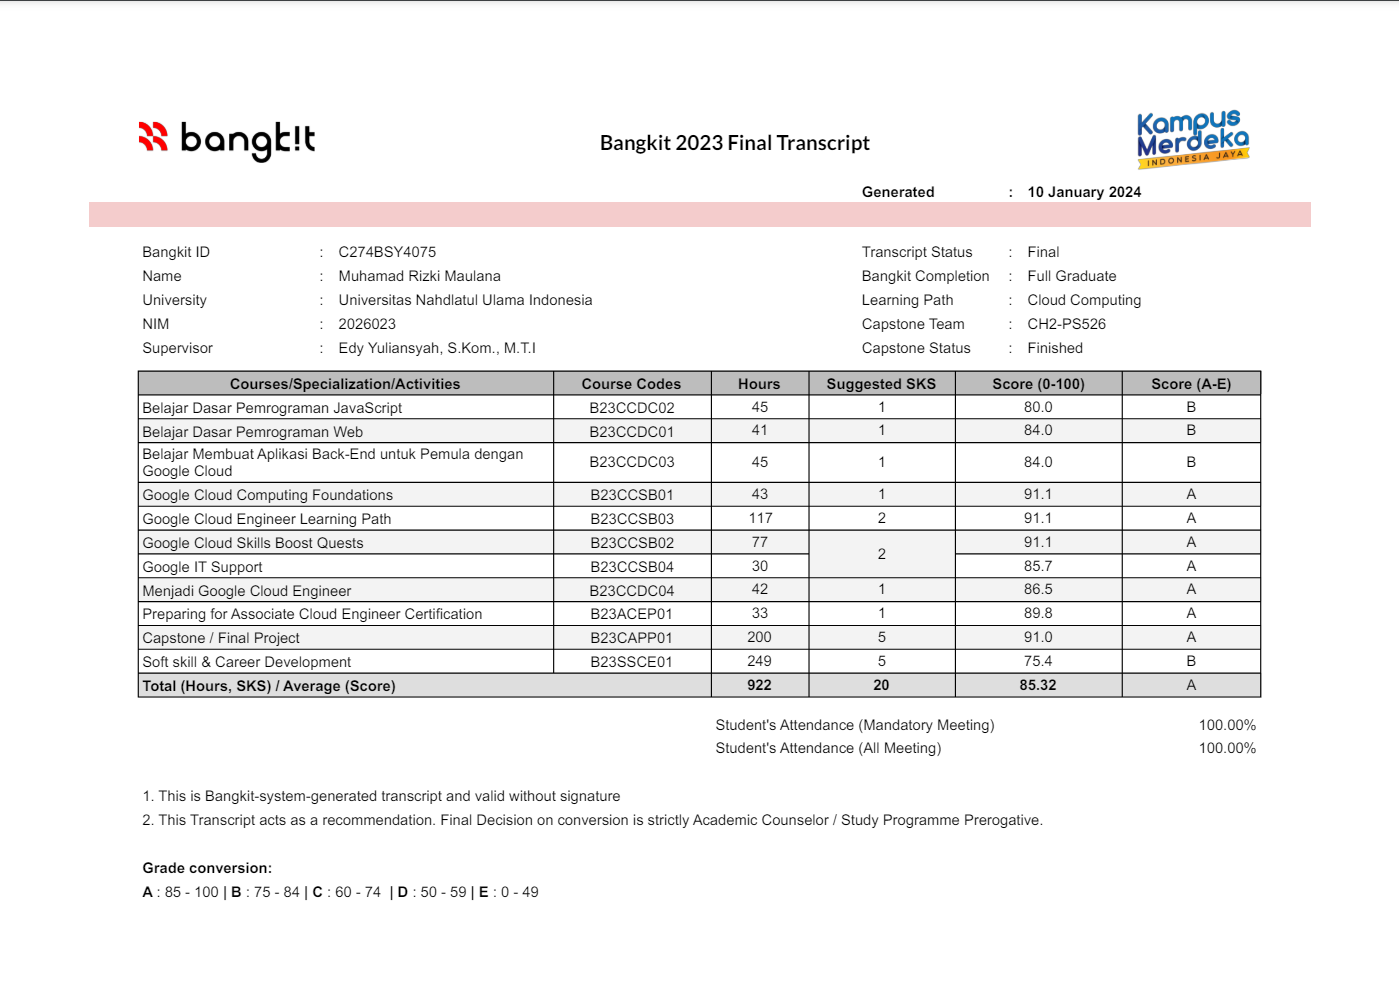 bangk!t
Bangkit 2023 Final Transcript
Kampus
Merdeka
INDONESIA JAYA
Generated : 10 January 2024
Bangkit ID : C274BSY4075 Transcript Status : Final
Name : Muhamad Rizki Maulana Bangkit Completion : Full Graduate
University : Universitas Nahdlatul Ulama Indonesia Learning Path : Cloud Computing
NIM : 2026023 Capstone Team : CH2-PS526
Supervisor : Edy Yuliansyah, S.Kom., M.T.I Capstone Status : Finished
Courses/Specialization/Activities Course Codes Hours Suggested SKS Score (0-100) Score (A-E)
Belajar Dasar Pemrograman JavaScript B23CCDC02 45 1 80.0 B
Belajar Dasar Pemrograman Web B23CCDC01 41 1 84.0 B
Belajar Membuat Aplikasi Back-End untuk Pemula dengan
Google Cloud B23CCDC03 45 1 84.0 B
Google Cloud Computing Foundations B23CCSB01 43 1 91.1 A
Google Cloud Engineer Learning Path B23CCSB03 117 2 91.1 A
Google Cloud Skills Boost Quests B23CCSB02 77 2 91.1 A
Google IT Support B23CCSB04 30 85.7 A
Menjadi Google Cloud Engineer B23CCDC04 42 1 86.5 A
Preparing for Associate Cloud Engineer Certification B23ACEP01 33 1 89.8 A
Capstone / Final Project B23CAPP01 200 5 91.0 A
Soft skill & Career Development B23SSCE01 249 5 75.4 B
Total (Hours, SKS) / Average (Score) 922 20 85.32 A
Student's Attendance (Mandatory Meeting) 100.00%
Student's Attendance (All Meeting) 100.00%
1. This is Bangkit-system-generated transcript and valid without signature
2. This Transcript acts as a recommendation. Final Decision on conversion is strictly Academic Counselor / Study Programme Prerogative.
Grade conversion:
A : 85 - 100 | B : 75 - 84 | C : 60 - 74 | D : 50 - 59 | E : 0 - 49